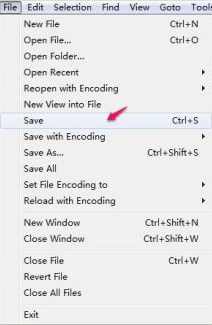 File Edit Selection Find View Goto Tools
New File Ctrl+N
Open File... Ctrl+O
Open Folder...
Open Recent
Reopen with Encoding
New View into File
Save Ctrl+S
Save with Encoding
Save As... Ctrl+Shift+S
Save All
Set File Encoding to
Reload with Encoding
New Window Ctrl+Shift+N
Close Window Ctrl+Shift+W
Close File Ctrl+W
Revert File
Close All Files
Exit